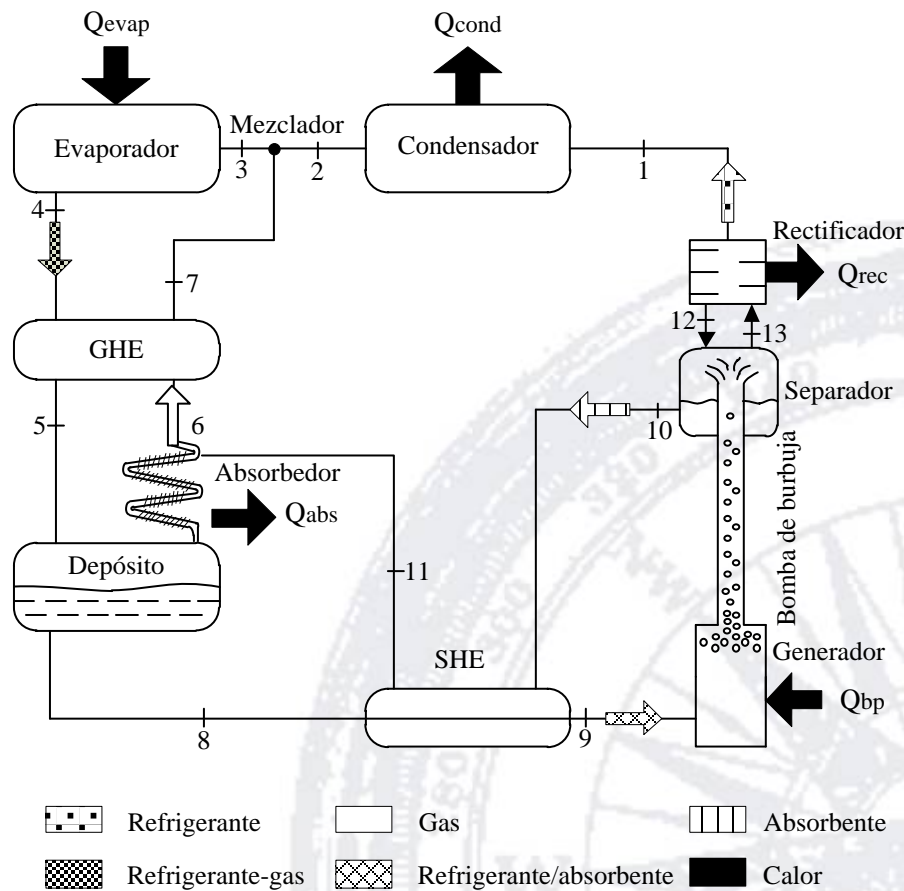 Qevap
Qcond
Evaporador
Mezclador
Condensador
3
2
1
4
Rectificador
Qrec
7
12
13
GHE
Separador
5
6
10
Absorbedor
Qabs
Bomba de burbuja
Depósito
11
SHE
Generador
Qbp
8
9
Refrigerante
Gas
Absorbente
Refrigerante-gas
Refrigerante/absorbente
Calor